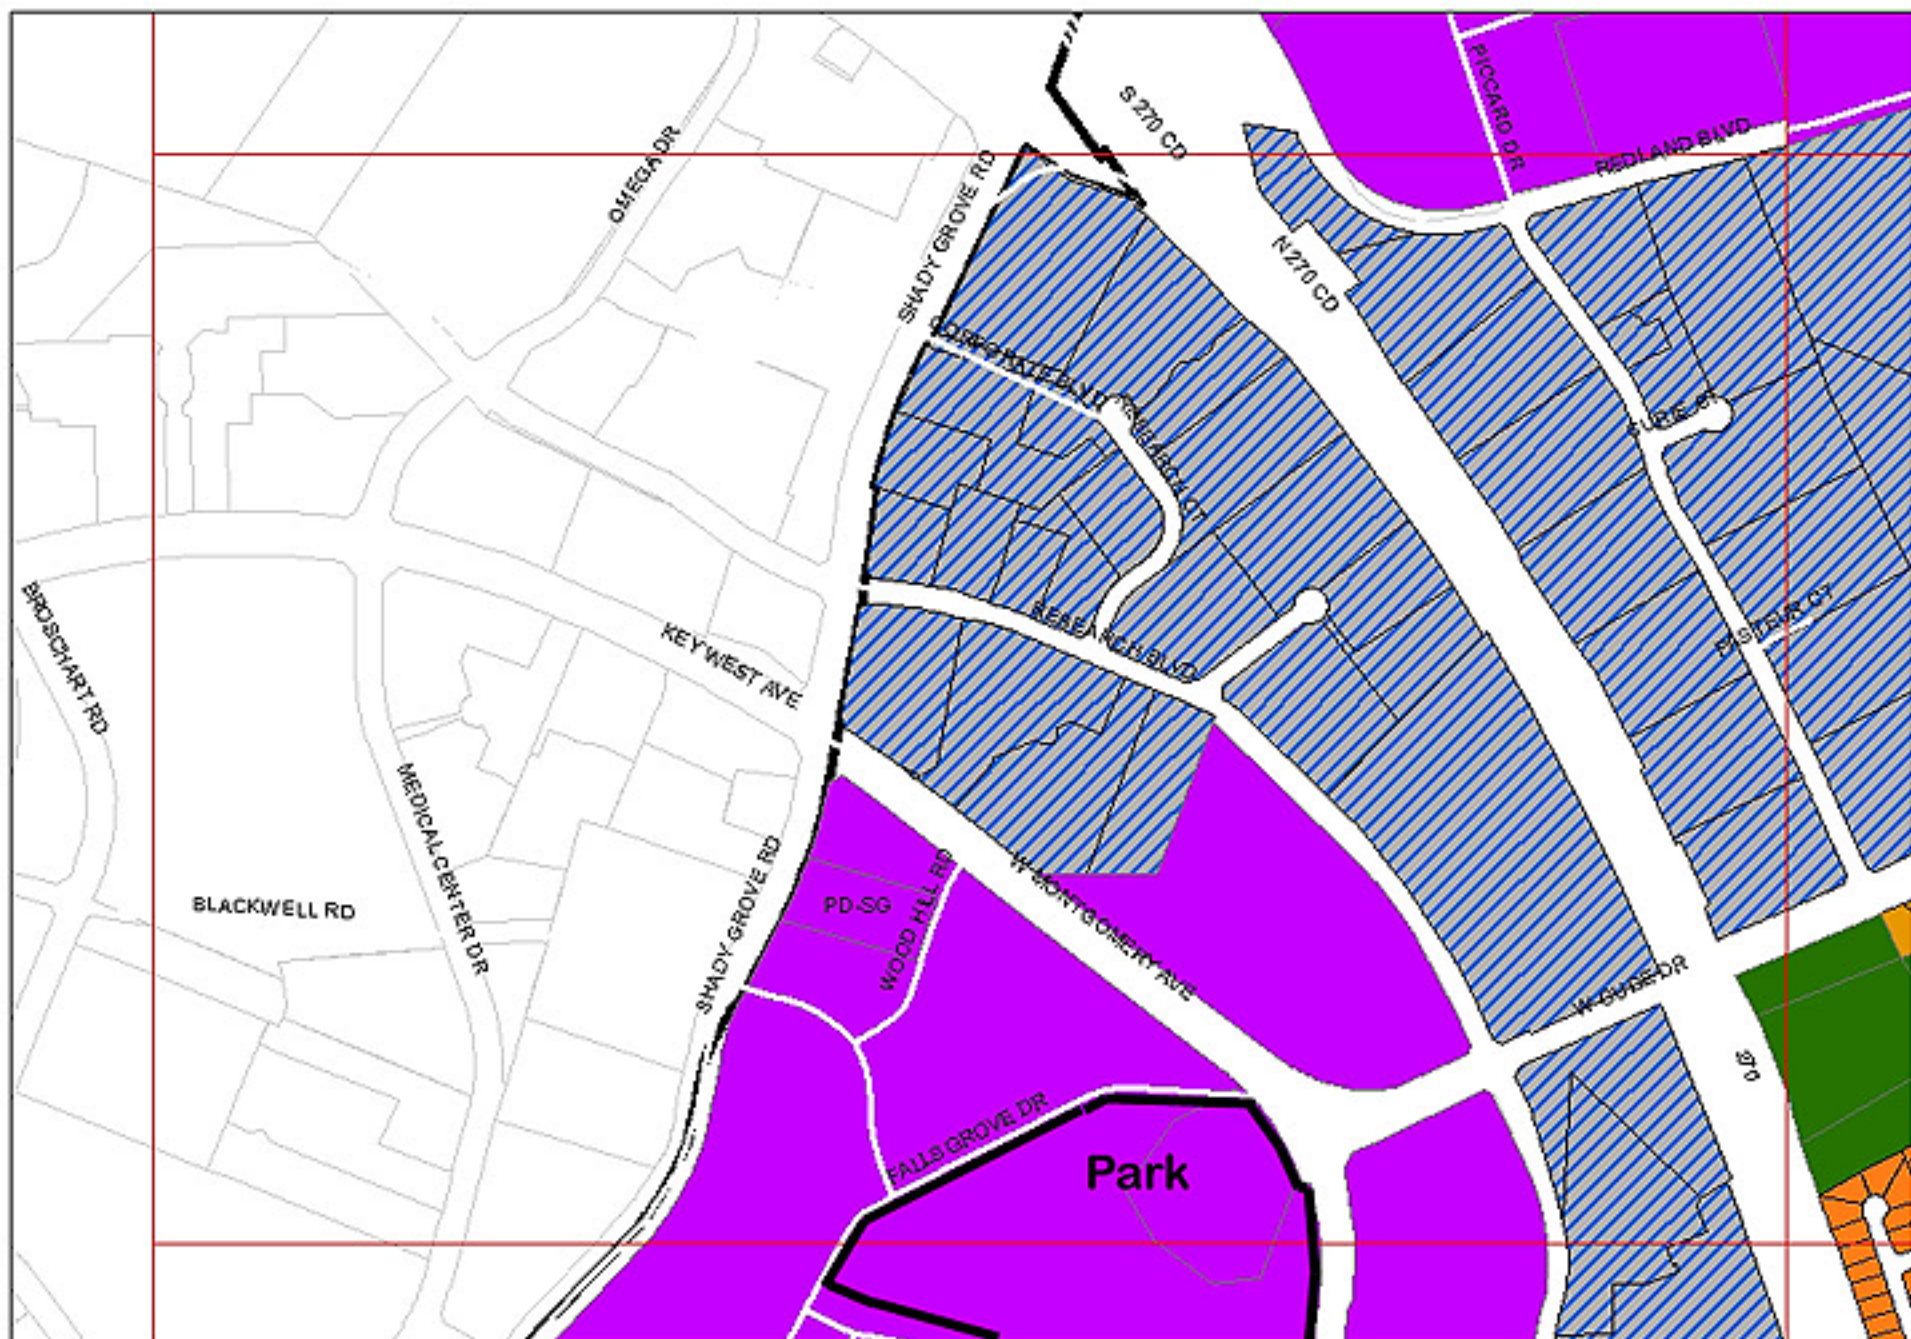 PICCARD DR
S 270 CD
REDLAND BLVD
OMEGA DR
SHADY GROVE RD
N 270 CD
CORPORATE BLVD
RESEARCH CT
CURIE CT
BROSCHART RD
KEY WEST AVE
RESEARCH BLVD
PASTEUR CT
MEDICAL CENTER DR
BLACKWELL RD
SHADY GROVE RD
PD-SG
WOOD HILL RD
W MONTGOMERY AVE
W GUDE DR
270
FALLS GROVE DR
Park